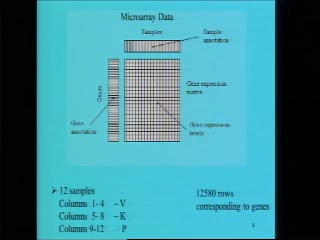 Microarray Data
Samples
Sample
annotation
Genes
Gene expression
matrix
Gene
annotation
Gene expression
levels
➢ 12 samples
Columns 1- 4 – V
Columns 5- 8 – K
Columns 9-12 P
12580 rows
corresponding to genes